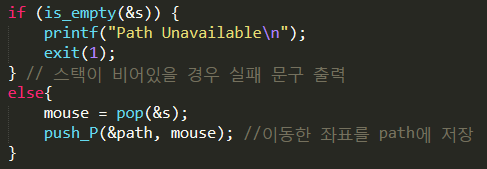 if (is_empty(&s)) {
    printf("Path Unavailable\n");
    exit(1);
} // 스택이 비어있을 경우 실패 문구 출력
else{
    mouse = pop(&s);
    push_P(&path, mouse); //이동한 좌표를 path에 저장
}